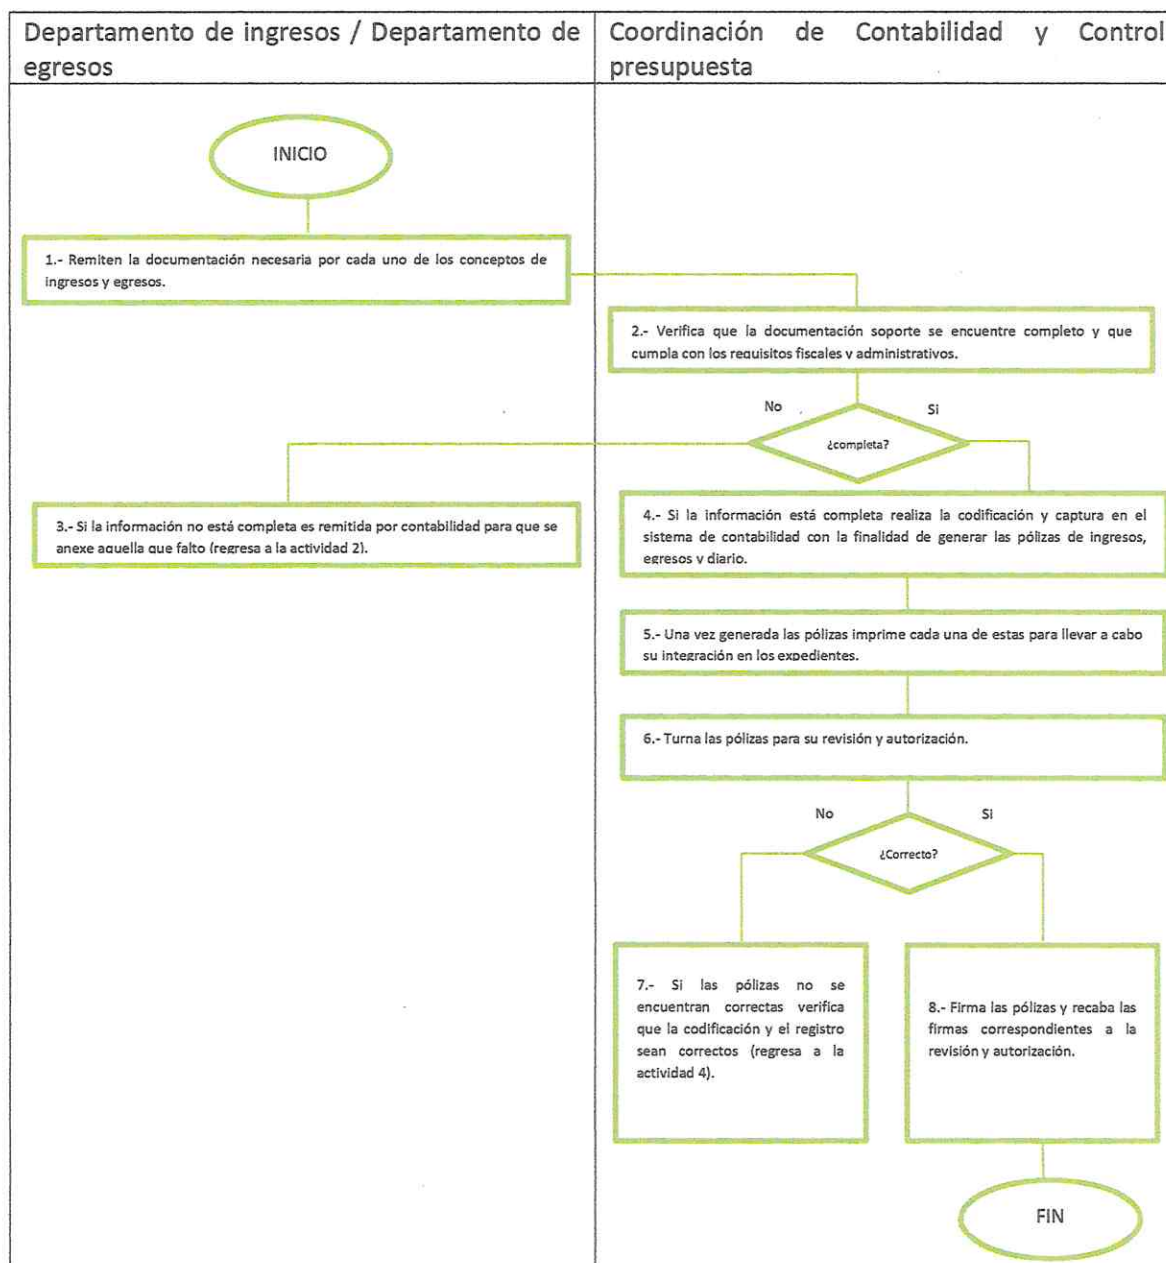 Departamento de ingresos / Departamento de
egresos
Coordinación de Contabilidad y Control
presupuesta
INICIO
1.- Remiten la documentación necesaria por cada uno de los conceptos de
ingresos y egresos.
2.- Verifica que la documentación soporte se encuentre completo y que
cumpla con los requisitos fiscales y administrativos.
No
Si
¿completa?
3.- Si la información no está completa es remitida por contabilidad para que se
anexe aquella que falto (regresa a la actividad 2).
4.- Si la información está completa realiza la codificación y captura en el
sistema de contabilidad con la finalidad de generar las pólizas de ingresos,
egresos y diario.
5.- Una vez generada las pólizas imprime cada una de estas para llevar a cabo
su integración en los expedientes.
6.- Turna las pólizas para su revisión y autorización.
No
Si
¿Correcto?
7.- Si las pólizas no se
encuentran correctas verifica
que la codificación y el registro
sean correctos (regresa a la
actividad 4).
8.- Firma las pólizas y recaba las
firmas correspondientes a la
revisión y autorización.
FIN